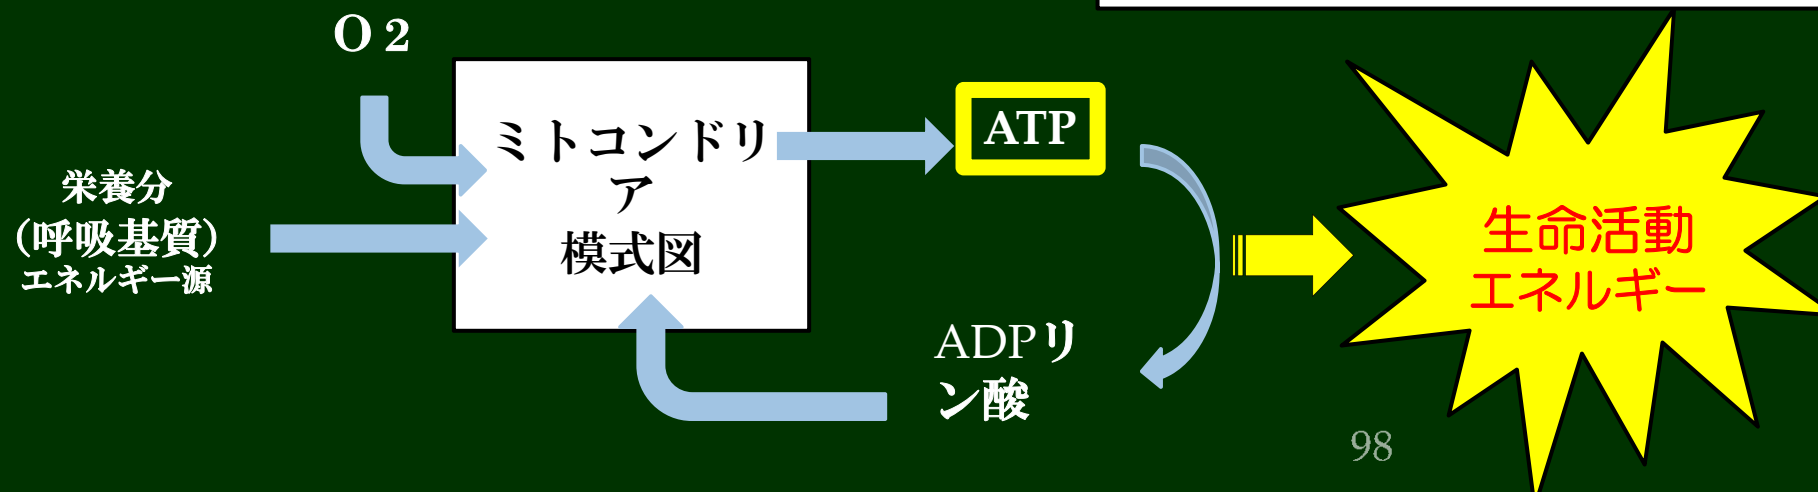 O 2
ミトコンドリ
ア
模式図
ATP
栄養分
（呼吸基質）
エネルギー源
生命活動
エネルギー
ADPリ
ン酸
98